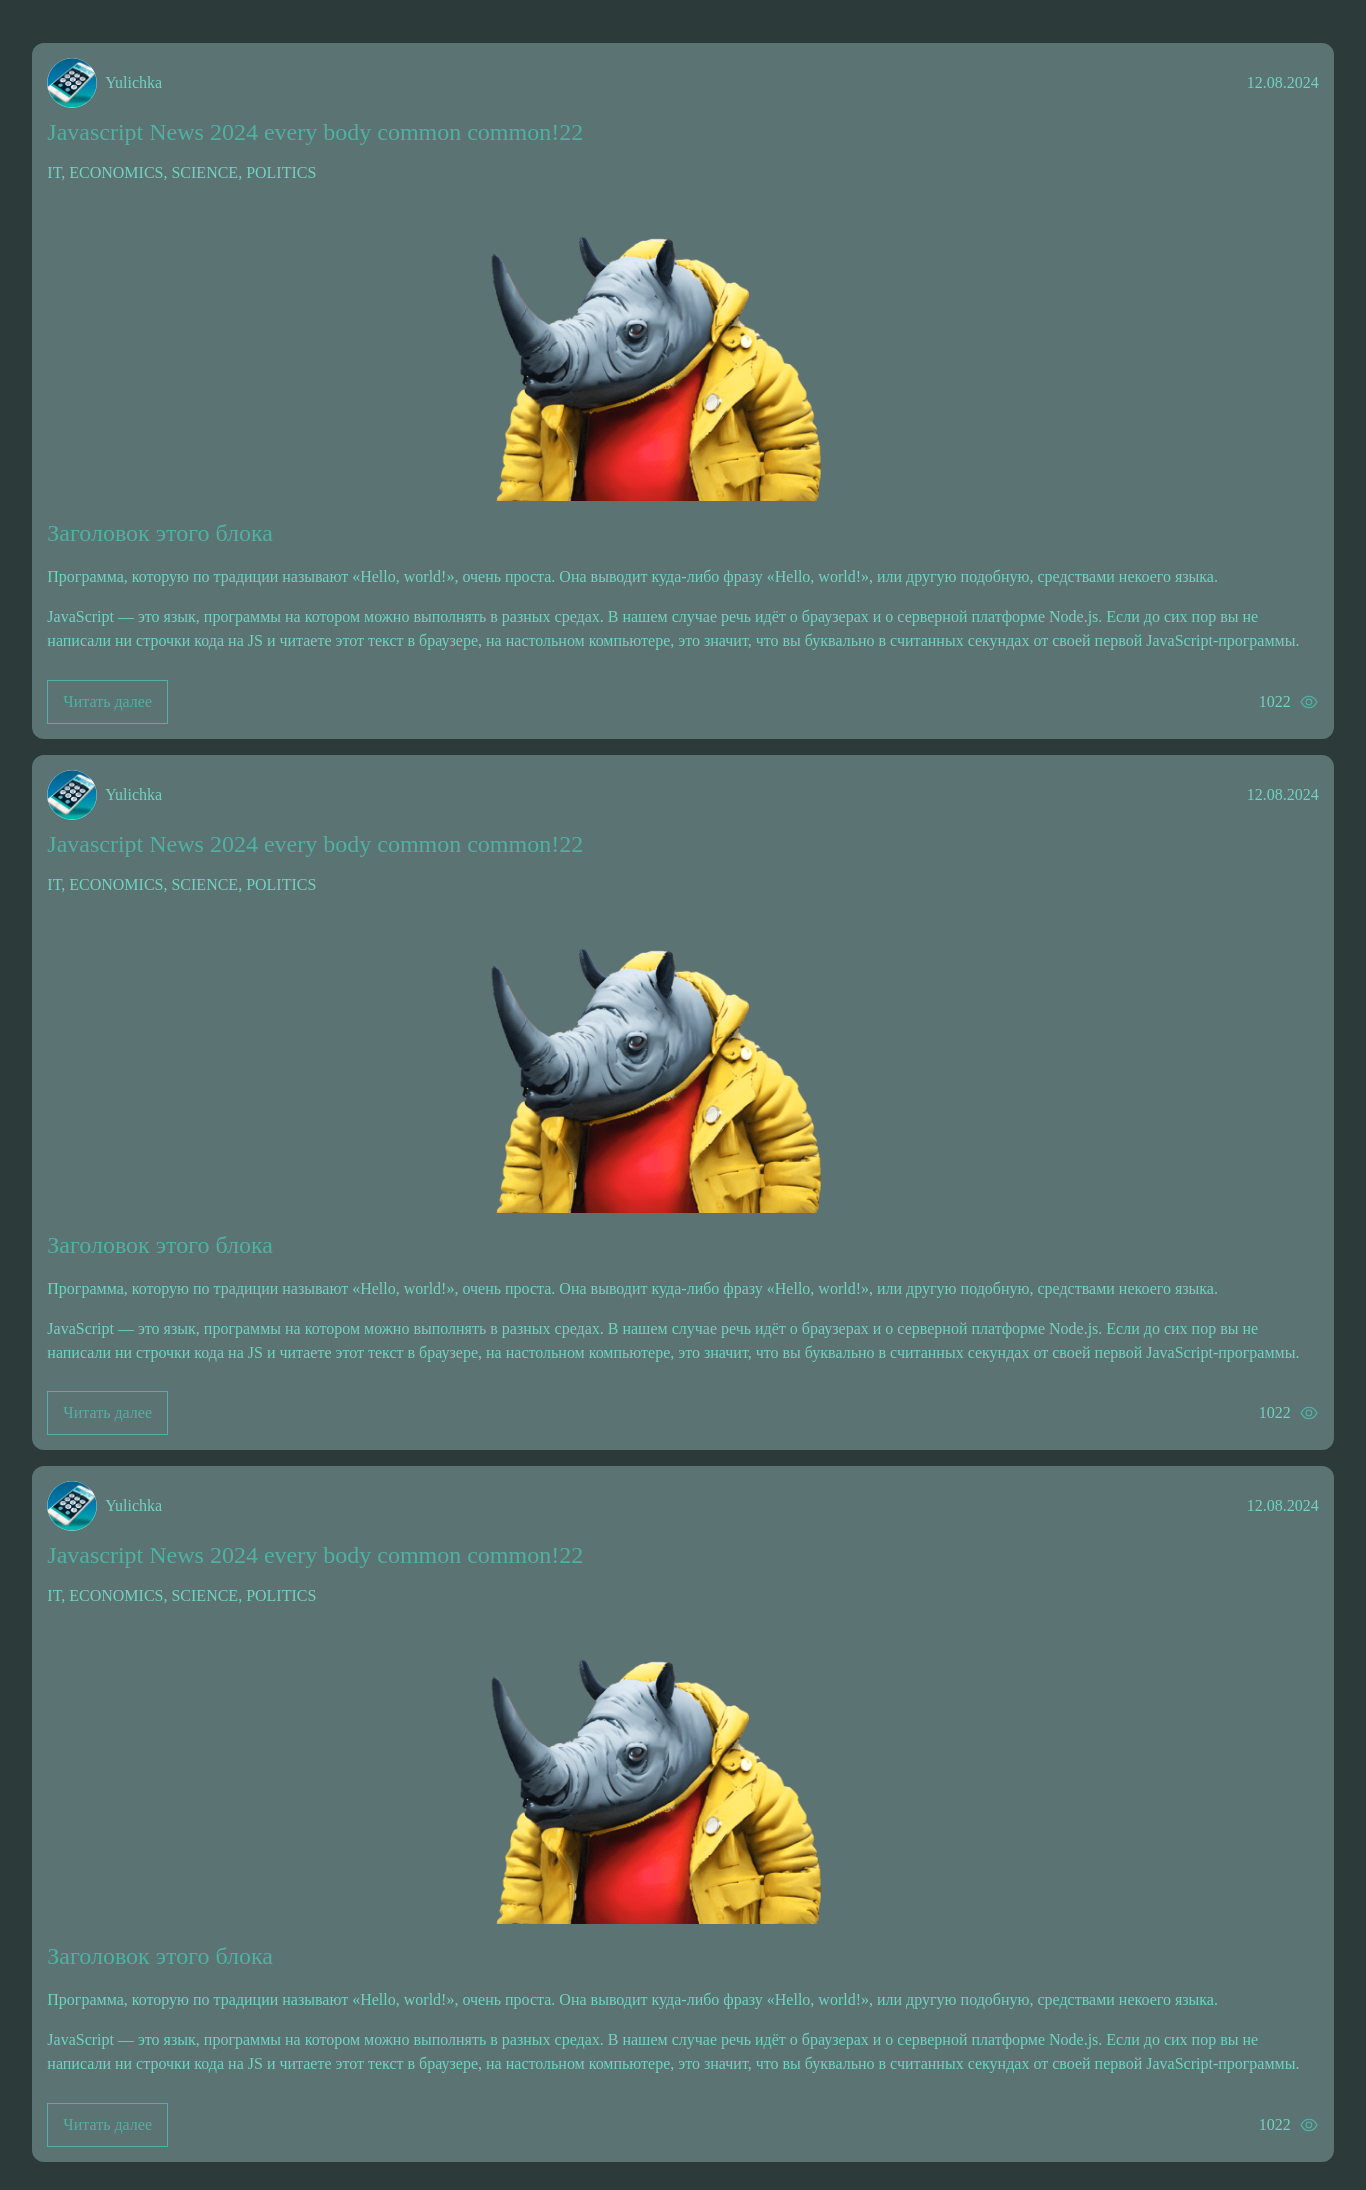 Yulichka
12.08.2024
Javascript News 2024 every body common common!22
IT, ECONOMICS, SCIENCE, POLITICS
Заголовок этого блока
Программа, которую по традиции называют «Hello, world!», очень проста. Она выводит куда-либо фразу «Hello, world!», или другую подобную, средствами некоего языка.
JavaScript — это язык, программы на котором можно выполнять в разных средах. В нашем случае речь идёт о браузерах и о серверной платформе Node.js. Если до сих пор вы не
написали ни строчки кода на JS и читаете этот текст в браузере, на настольном компьютере, это значит, что вы буквально в считанных секундах от своей первой JavaScript-программы.
Читать далее
1022
Yulichka
12.08.2024
Javascript News 2024 every body common common!22
IT, ECONOMICS, SCIENCE, POLITICS
Заголовок этого блока
Программа, которую по традиции называют «Hello, world!», очень проста. Она выводит куда-либо фразу «Hello, world!», или другую подобную, средствами некоего языка.
JavaScript — это язык, программы на котором можно выполнять в разных средах. В нашем случае речь идёт о браузерах и о серверной платформе Node.js. Если до сих пор вы не
написали ни строчки кода на JS и читаете этот текст в браузере, на настольном компьютере, это значит, что вы буквально в считанных секундах от своей первой JavaScript-программы.
Читать далее
1022
Yulichka
12.08.2024
Javascript News 2024 every body common common!22
IT, ECONOMICS, SCIENCE, POLITICS
Заголовок этого блока
Программа, которую по традиции называют «Hello, world!», очень проста. Она выводит куда-либо фразу «Hello, world!», или другую подобную, средствами некоего языка.
JavaScript — это язык, программы на котором можно выполнять в разных средах. В нашем случае речь идёт о браузерах и о серверной платформе Node.js. Если до сих пор вы не
написали ни строчки кода на JS и читаете этот текст в браузере, на настольном компьютере, это значит, что вы буквально в считанных секундах от своей первой JavaScript-программы.
Читать далее
1022